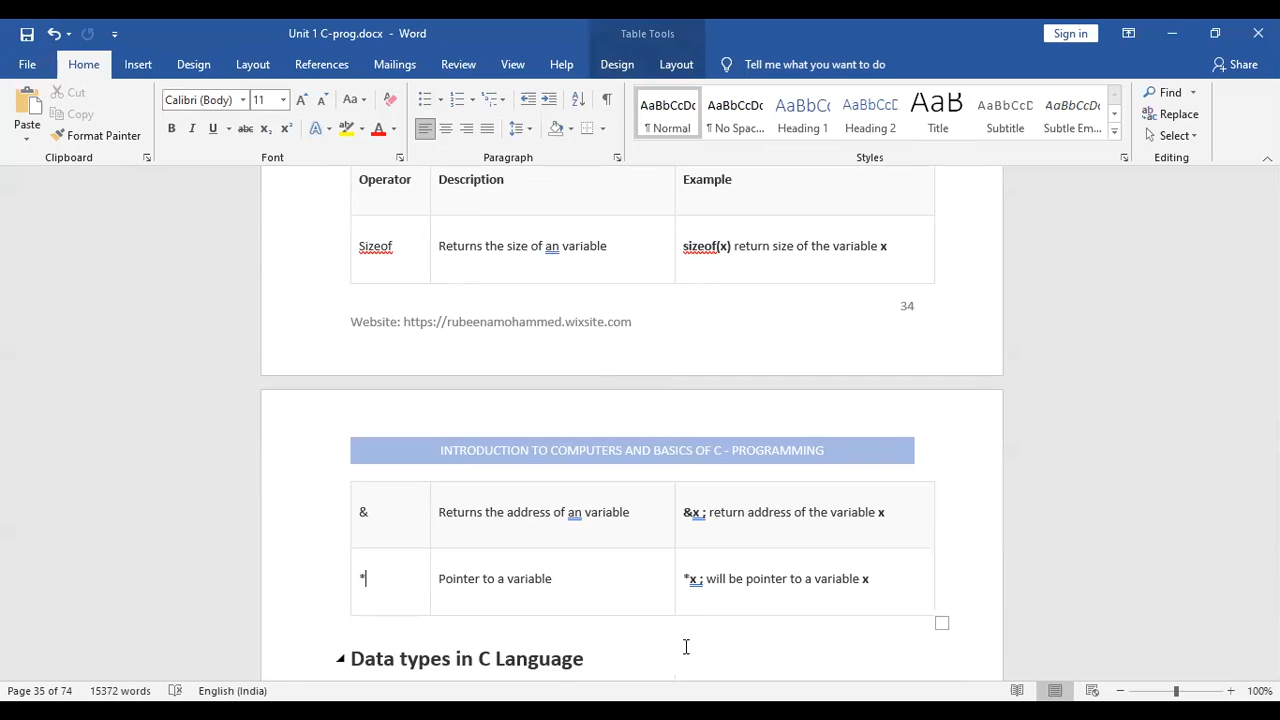 Unit 1 C-prog.docx - Word
Table Tools
Sign in
File Home Insert Design Layout References Mailings Review View Help Design Layout Tell me what you want to do Share
Paste
Cut
Copy
Format Painter
Clipboard
Calibri (Body) 11
Font
Paragraph
AaBbCcDc AaBbCcDc AaBbCc AaBbCcD AaB AaBbCcD AaBbCcDc
¶ Normal ¶ No Spac... Heading 1 Heading 2 Title Subtitle Subtle Em...
Styles
Find
Replace
Select
Editing
Operator Description Example
Sizeof Returns the size of an variable sizeof(x) return size of the variable x
34
Website: https://rubeenamohammed.wixsite.com
INTRODUCTION TO COMPUTERS AND BASICS OF C - PROGRAMMING
& Returns the address of an variable &x ; return address of the variable x
* Pointer to a variable *x ; will be pointer to a variable x
Data types in C Language
Page 35 of 74 15372 words English (India) 100%